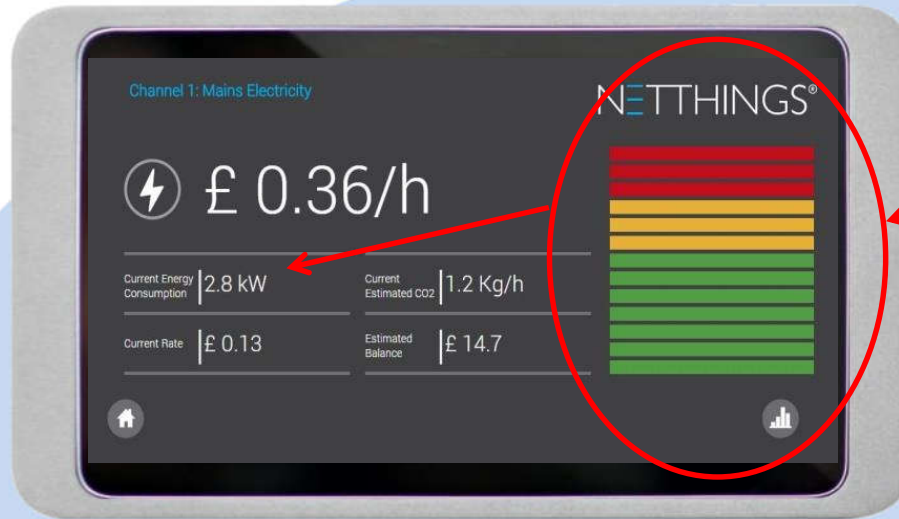 Channel 1: Mains Electricity
NETTHINGS®
£ 0.36/h
Current Energy
Consumption
2.8 kW
Current
Estimated CO2
1.2 Kg/h
Current Rate
£ 0.13
Estimated
Balance
£ 14.7